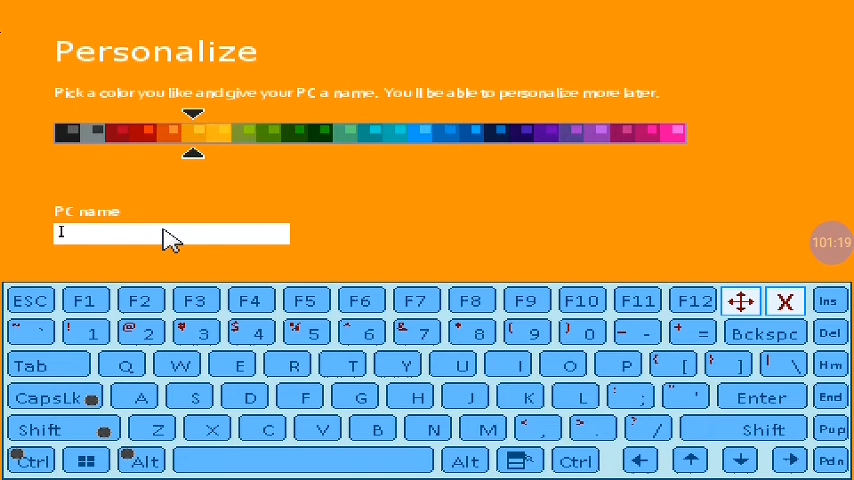 Personalize
Pick a color you like and give your PC a name. You'll be able to personalize more later.
PC name
101:19
ESC F1 F2 F3 F4 F5 F6 F7 F8 F9 F10 F11 F12 X Ins
~ ` ! 1 @ 2 # 3 $ 4 % 5 ^ 6 & 7 * 8 ( 9 ) 0 _ - + = Bckspc Del
Tab Q W E R T Y U I O P { [ } ] | \ Hm
CapsLk A S D F G H J K L : ; " ' Enter End
Shift Z X C V B N M < , > . ? / Shift Pup
Ctrl Alt Alt Ctrl ← ↑ ↓ → Pdn